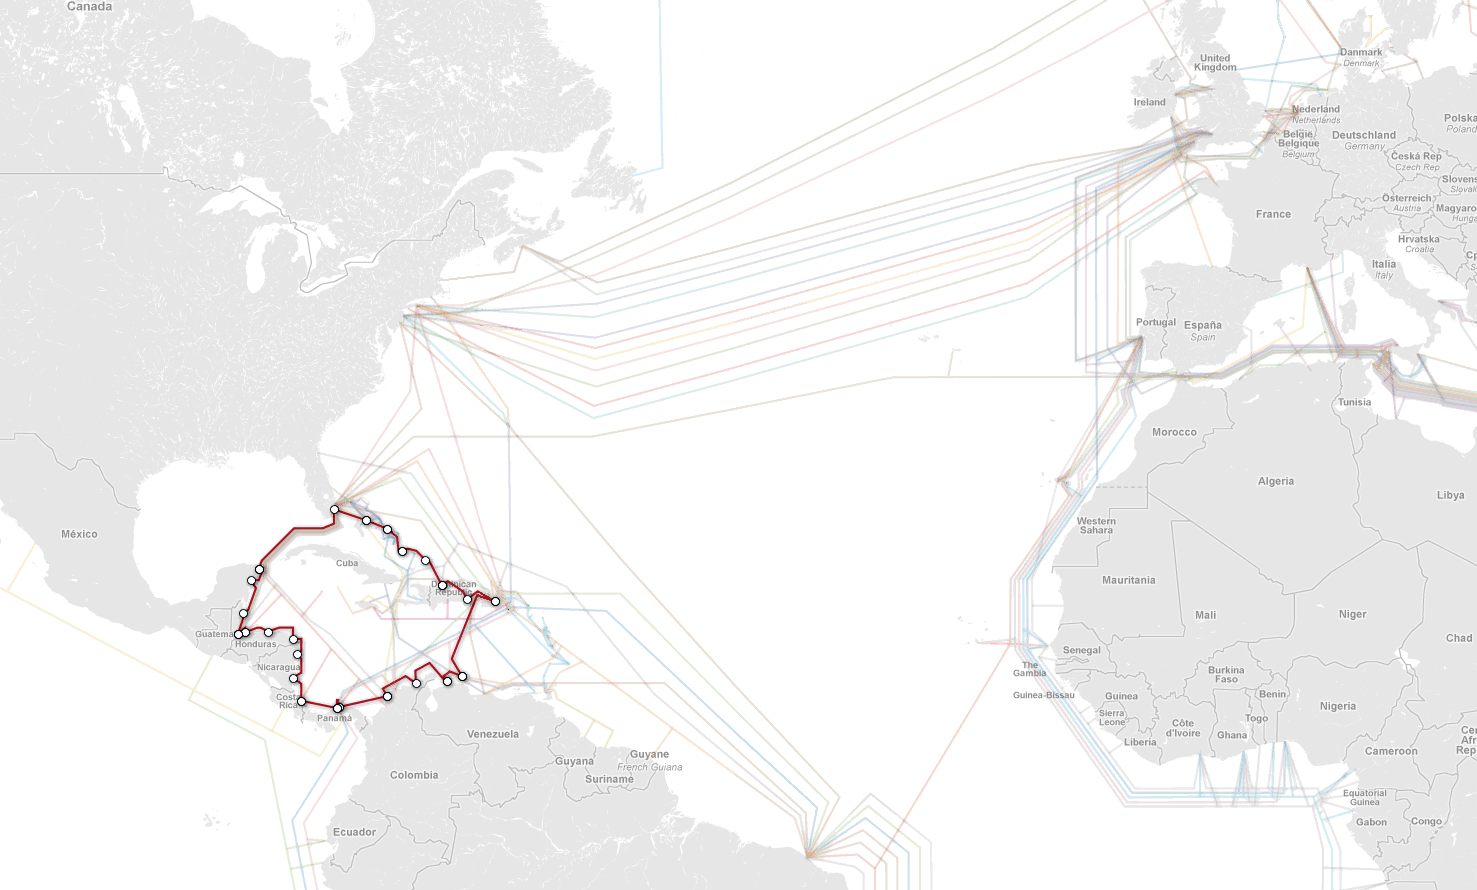 Canada
Danmark
Denmark
United
Kingdom
Ireland
Nederland
Netherlands
België
Belgique
Belgium
Deutschland
Germany
Polska
Poland
Česká Rep
Czech Rep
Slovens
Slovak
Österreich
Austria
Magyaro
Hunga
France
Hrvatska
Croatia
Italia
Italy
Portugal
España
Spain
Tunisia
Morocco
Algeria
Libya
Western
Sahara
México
Cuba
Dominican
Republic
Guatema
Honduras
Nicaragua
Costa
Rica
Panamá
Mauritania
Mali
Niger
Chad
Senegal
The
Gambia
Guinea-Bissau
Burkina
Faso
Guinea
Benin
Nigeria
Sierra
Leone
Côte
d'Ivoire
Togo
Ghana
Liberia
Cameroon
Ce
Afr
Rep
Venezuela
Guyana
Guyane
French Guiana
Suriname
Colombia
Ecuador
Equatorial
Guinea
Gabon
Congo